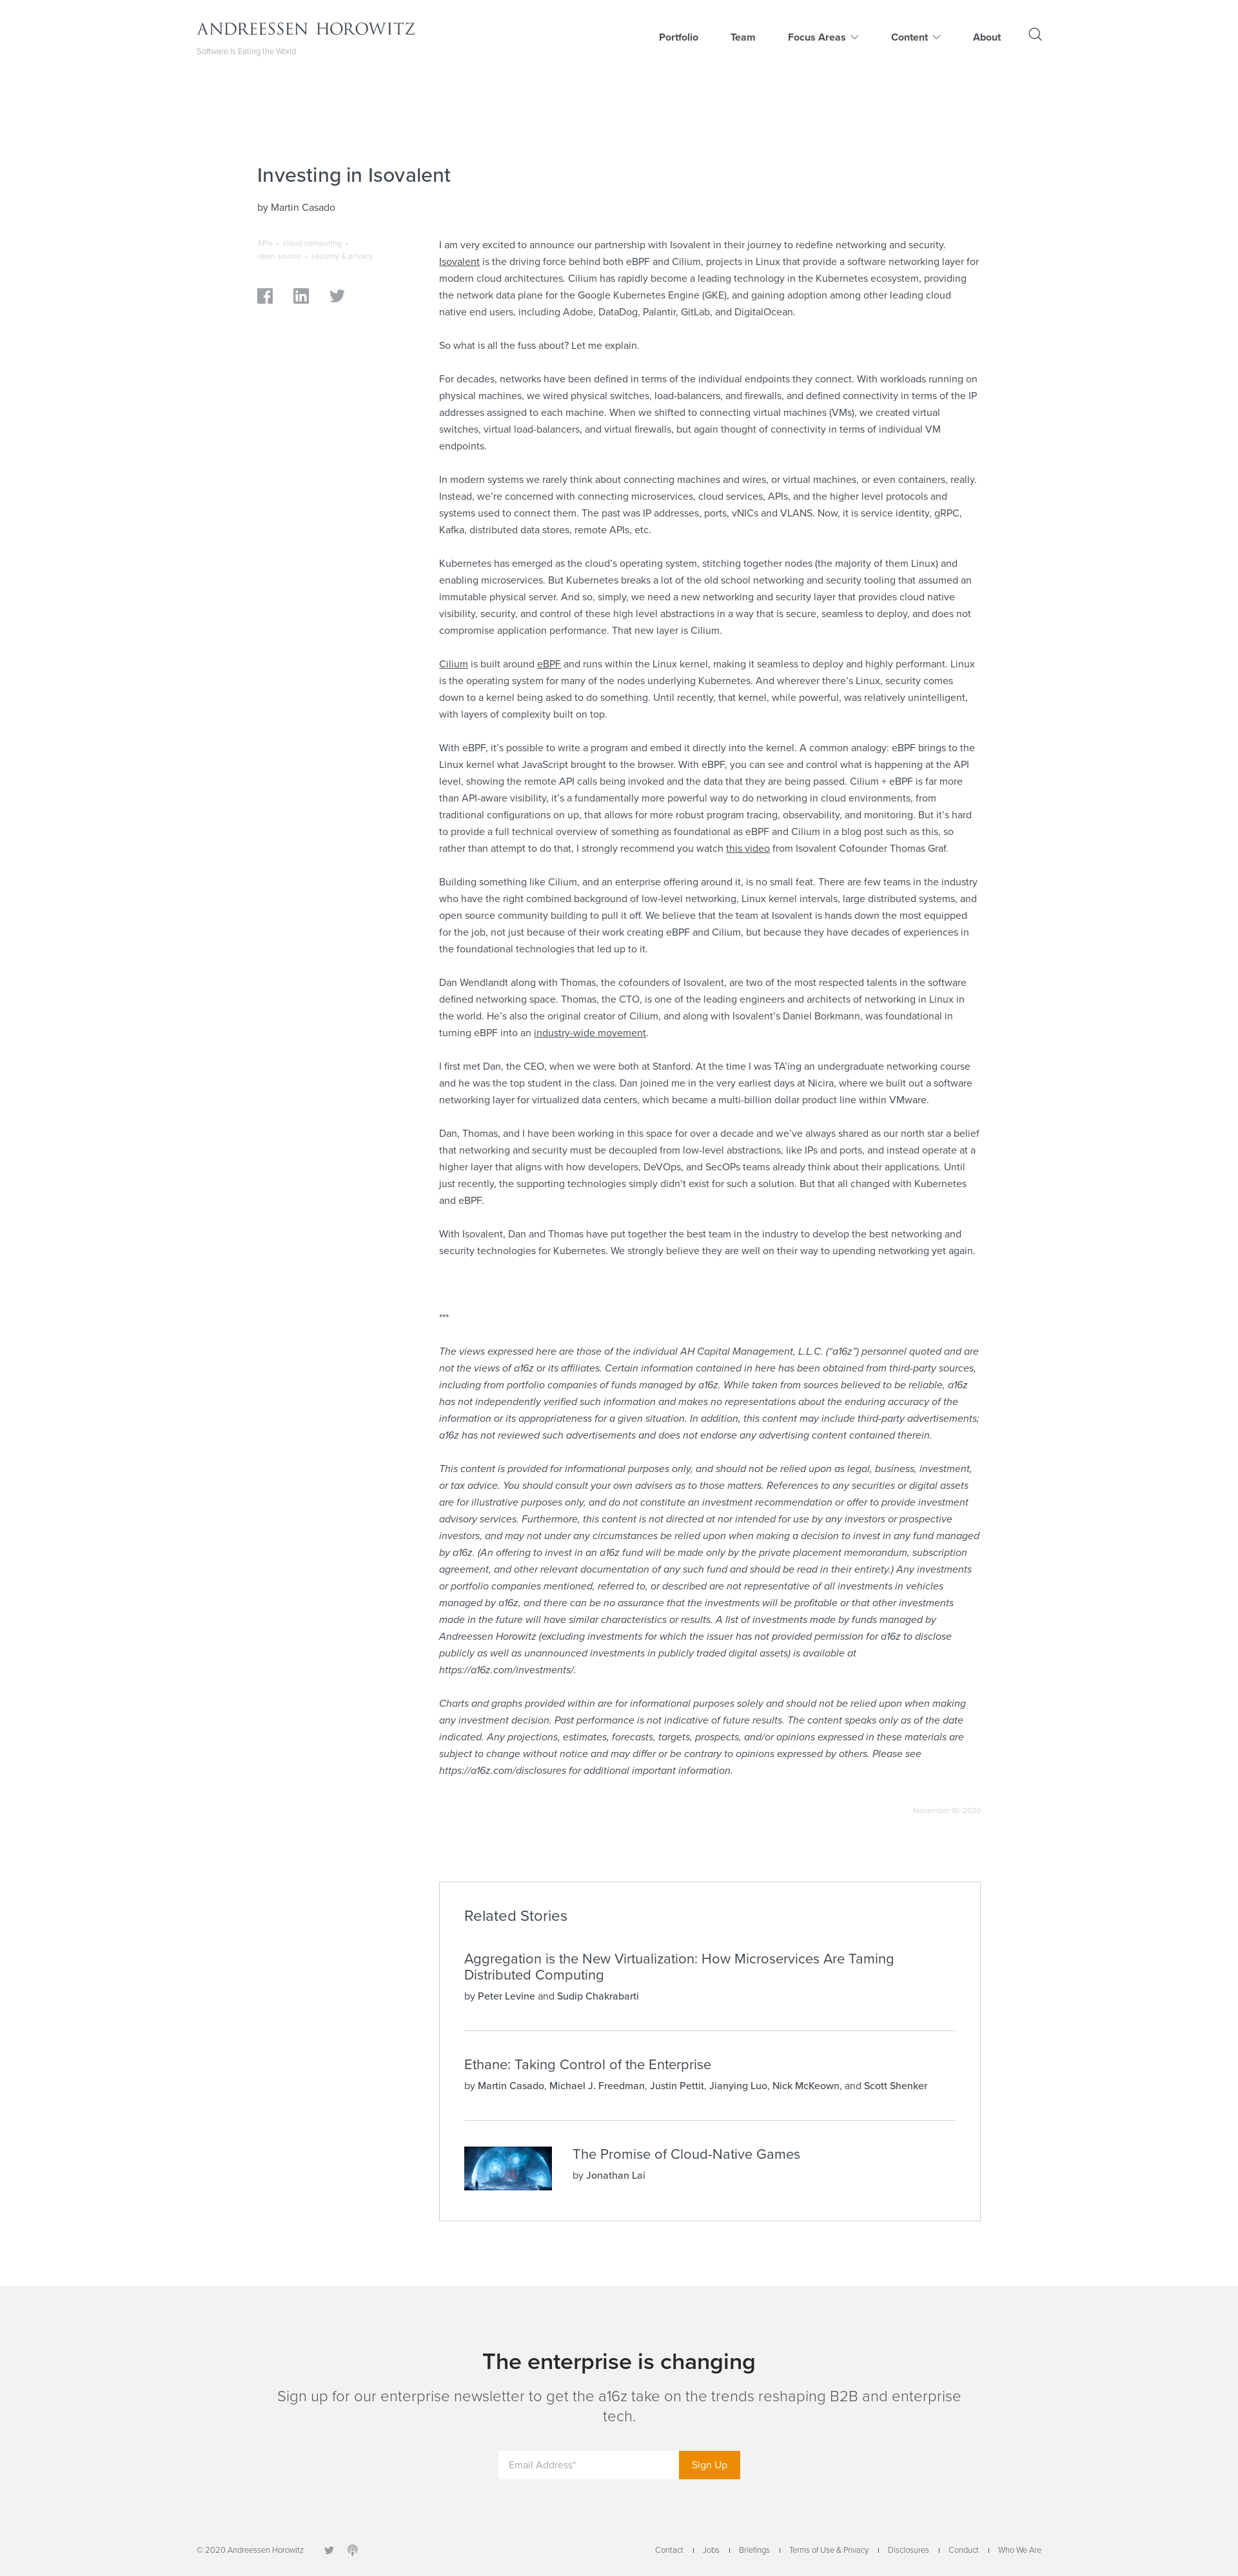 ANDREESSEN HOROWITZ
Software Is Eating the World
Portfolio Team Focus Areas Content About
Investing in Isovalent
by Martin Casado
APIs • cloud computing •
open source • security & privacy
I am very excited to announce our partnership with Isovalent in their journey to redefine networking and security.
Isovalent is the driving force behind both eBPF and Cilium, projects in Linux that provide a software networking layer for
modern cloud architectures. Cilium has rapidly become a leading technology in the Kubernetes ecosystem, providing
the network data plane for the Google Kubernetes Engine (GKE), and gaining adoption among other leading cloud
native end users, including Adobe, DataDog, Palantir, GitLab, and DigitalOcean.
So what is all the fuss about? Let me explain.
For decades, networks have been defined in terms of the individual endpoints they connect. With workloads running on
physical machines, we wired physical switches, load-balancers, and firewalls, and defined connectivity in terms of the IP
addresses assigned to each machine. When we shifted to connecting virtual machines (VMs), we created virtual
switches, virtual load-balancers, and virtual firewalls, but again thought of connectivity in terms of individual VM
endpoints.
In modern systems we rarely think about connecting machines and wires, or virtual machines, or even containers, really.
Instead, we’re concerned with connecting microservices, cloud services, APIs, and the higher level protocols and
systems used to connect them. The past was IP addresses, ports, vNICs and VLANS. Now, it is service identity, gRPC,
Kafka, distributed data stores, remote APIs, etc.
Kubernetes has emerged as the cloud’s operating system, stitching together nodes (the majority of them Linux) and
enabling microservices. But Kubernetes breaks a lot of the old school networking and security tooling that assumed an
immutable physical server. And so, simply, we need a new networking and security layer that provides cloud native
visibility, security, and control of these high level abstractions in a way that is secure, seamless to deploy, and does not
compromise application performance. That new layer is Cilium.
Cilium is built around eBPF and runs within the Linux kernel, making it seamless to deploy and highly performant. Linux
is the operating system for many of the nodes underlying Kubernetes. And wherever there’s Linux, security comes
down to a kernel being asked to do something. Until recently, that kernel, while powerful, was relatively unintelligent,
with layers of complexity built on top.
With eBPF, it’s possible to write a program and embed it directly into the kernel. A common analogy: eBPF brings to the
Linux kernel what JavaScript brought to the browser. With eBPF, you can see and control what is happening at the API
level, showing the remote API calls being invoked and the data that they are being passed. Cilium + eBPF is far more
than API-aware visibility, it’s a fundamentally more powerful way to do networking in cloud environments, from
traditional configurations on up, that allows for more robust program tracing, observability, and monitoring. But it’s hard
to provide a full technical overview of something as foundational as eBPF and Cilium in a blog post such as this, so
rather than attempt to do that, I strongly recommend you watch this video from Isovalent Cofounder Thomas Graf.
Building something like Cilium, and an enterprise offering around it, is no small feat. There are few teams in the industry
who have the right combined background of low-level networking, Linux kernel intervals, large distributed systems, and
open source community building to pull it off. We believe that the team at Isovalent is hands down the most equipped
for the job, not just because of their work creating eBPF and Cilium, but because they have decades of experiences in
the foundational technologies that led up to it.
Dan Wendlandt along with Thomas, the cofounders of Isovalent, are two of the most respected talents in the software
defined networking space. Thomas, the CTO, is one of the leading engineers and architects of networking in Linux in
the world. He’s also the original creator of Cilium, and along with Isovalent’s Daniel Borkmann, was foundational in
turning eBPF into an industry-wide movement.
I first met Dan, the CEO, when we were both at Stanford. At the time I was TA’ing an undergraduate networking course
and he was the top student in the class. Dan joined me in the very earliest days at Nicira, where we built out a software
networking layer for virtualized data centers, which became a multi-billion dollar product line within VMware.
Dan, Thomas, and I have been working in this space for over a decade and we’ve always shared as our north star a belief
that networking and security must be decoupled from low-level abstractions, like IPs and ports, and instead operate at a
higher layer that aligns with how developers, DeVOps, and SecOPs teams already think about their applications. Until
just recently, the supporting technologies simply didn’t exist for such a solution. But that all changed with Kubernetes
and eBPF.
With Isovalent, Dan and Thomas have put together the best team in the industry to develop the best networking and
security technologies for Kubernetes. We strongly believe they are well on their way to upending networking yet again.
***
The views expressed here are those of the individual AH Capital Management, L.L.C. (“a16z”) personnel quoted and are
not the views of a16z or its affiliates. Certain information contained in here has been obtained from third-party sources,
including from portfolio companies of funds managed by a16z. While taken from sources believed to be reliable, a16z
has not independently verified such information and makes no representations about the enduring accuracy of the
information or its appropriateness for a given situation. In addition, this content may include third-party advertisements;
a16z has not reviewed such advertisements and does not endorse any advertising content contained therein.
This content is provided for informational purposes only, and should not be relied upon as legal, business, investment,
or tax advice. You should consult your own advisers as to those matters. References to any securities or digital assets
are for illustrative purposes only, and do not constitute an investment recommendation or offer to provide investment
advisory services. Furthermore, this content is not directed at nor intended for use by any investors or prospective
investors, and may not under any circumstances be relied upon when making a decision to invest in any fund managed
by a16z. (An offering to invest in an a16z fund will be made only by the private placement memorandum, subscription
agreement, and other relevant documentation of any such fund and should be read in their entirety.) Any investments
or portfolio companies mentioned, referred to, or described are not representative of all investments in vehicles
managed by a16z, and there can be no assurance that the investments will be profitable or that other investments
made in the future will have similar characteristics or results. A list of investments made by funds managed by
Andreessen Horowitz (excluding investments for which the issuer has not provided permission for a16z to disclose
publicly as well as unannounced investments in publicly traded digital assets) is available at
https://a16z.com/investments/.
Charts and graphs provided within are for informational purposes solely and should not be relied upon when making
any investment decision. Past performance is not indicative of future results. The content speaks only as of the date
indicated. Any projections, estimates, forecasts, targets, prospects, and/or opinions expressed in these materials are
subject to change without notice and may differ or be contrary to opinions expressed by others. Please see
https://a16z.com/disclosures for additional important information.
November 10, 2020
Related Stories
Aggregation is the New Virtualization: How Microservices Are Taming
Distributed Computing
by Peter Levine and Sudip Chakrabarti
Ethane: Taking Control of the Enterprise
by Martin Casado, Michael J. Freedman, Justin Pettit, Jianying Luo, Nick McKeown, and Scott Shenker
The Promise of Cloud-Native Games
by Jonathan Lai
The enterprise is changing
Sign up for our enterprise newsletter to get the a16z take on the trends reshaping B2B and enterprise
tech.
Email Address* Sign Up
© 2020 Andreessen Horowitz
Contact | Jobs | Briefings | Terms of Use & Privacy | Disclosures | Conduct | Who We Are